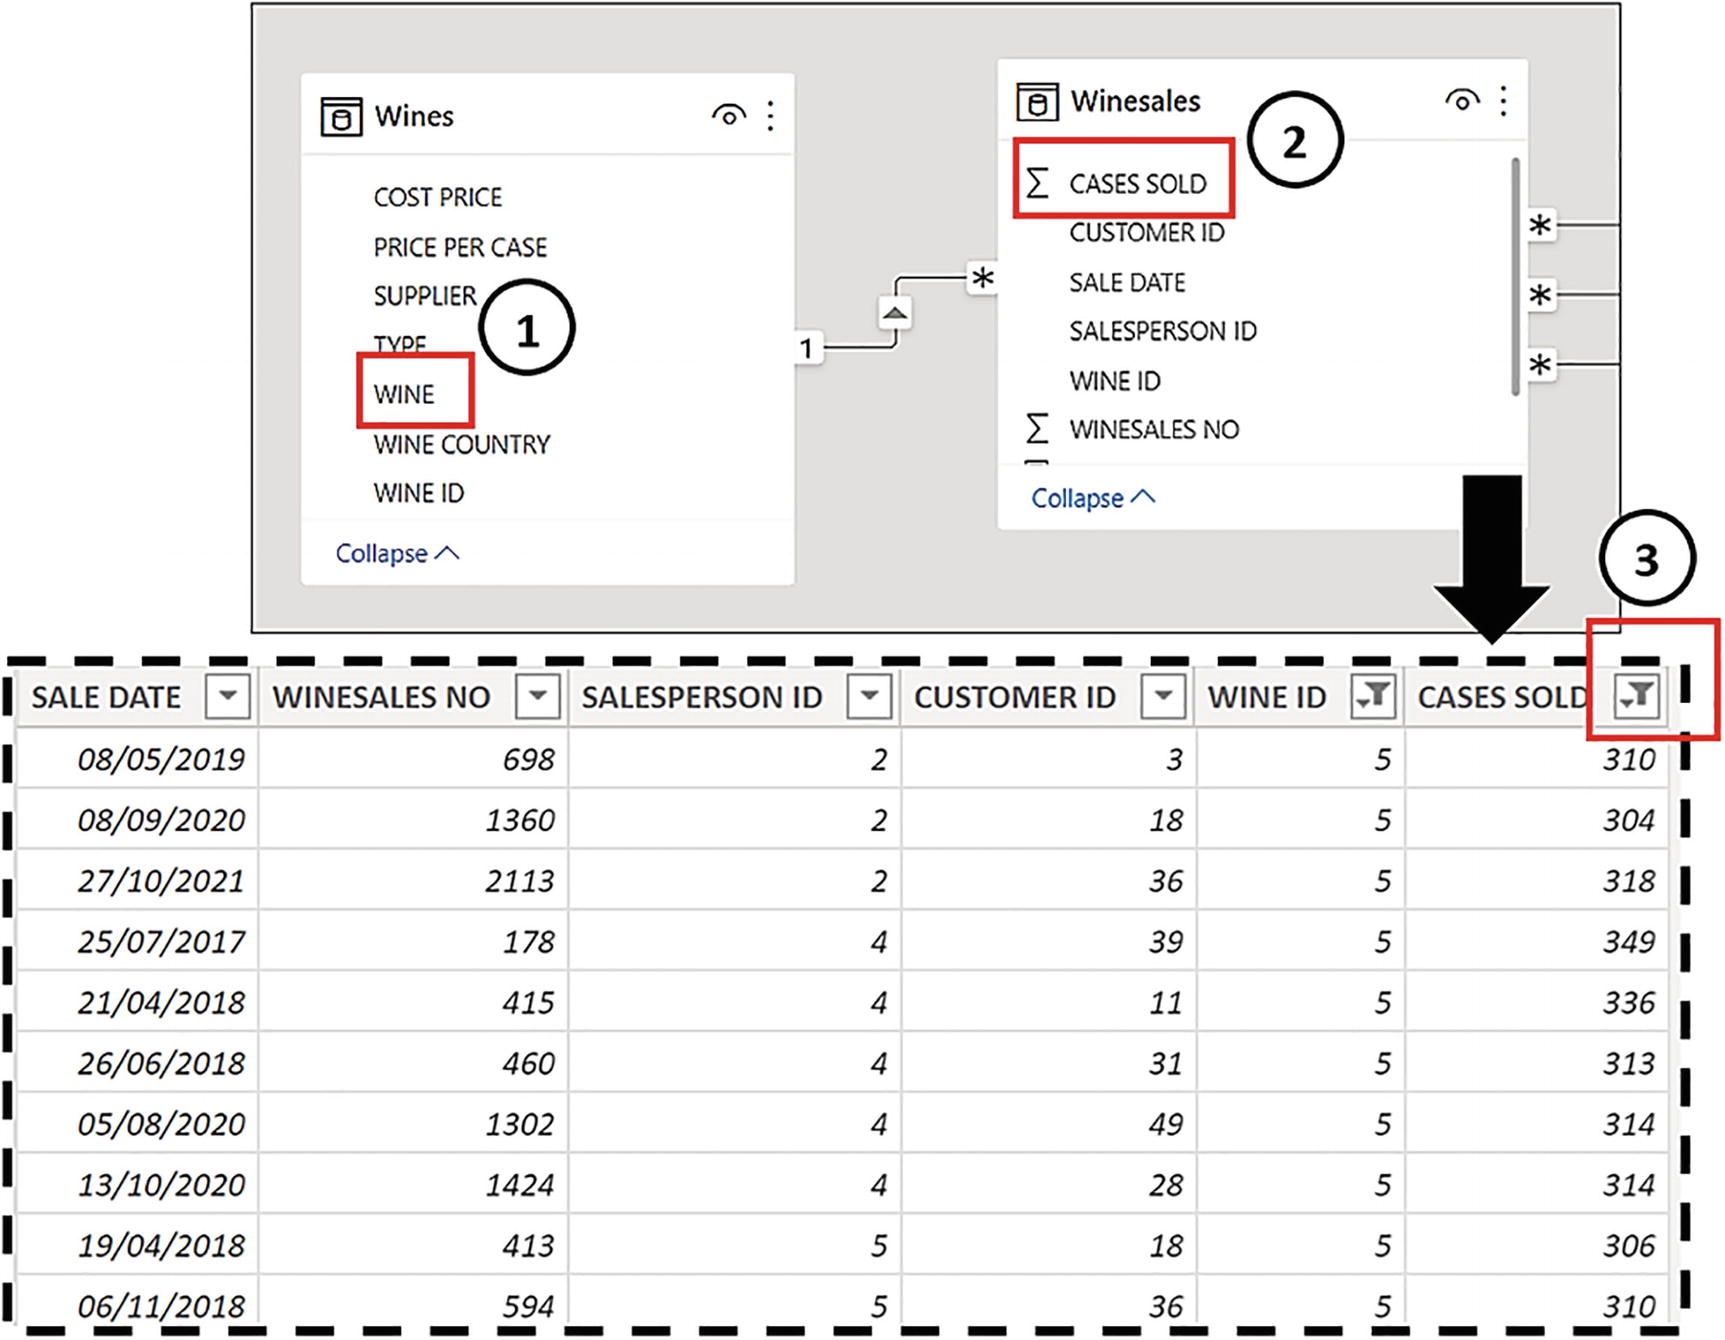 Wines
COST PRICE
PRICE PER CASE
SUPPLIER
TYPE
WINE
WINE COUNTRY
WINE ID
Collapse
1
1
*
Winesales
2
Σ CASES SOLD
CUSTOMER ID
SALE DATE
SALESPERSON ID
WINE ID
Σ WINESALES NO
Collapse
*
*
*
3
SALE DATE WINESALES NO SALESPERSON ID CUSTOMER ID WINE ID CASES SOLD
08/05/2019 698 2 3 5 310
08/09/2020 1360 2 18 5 304
27/10/2021 2113 2 36 5 318
25/07/2017 178 4 39 5 349
21/04/2018 415 4 11 5 336
26/06/2018 460 4 31 5 313
05/08/2020 1302 4 49 5 314
13/10/2020 1424 4 28 5 314
19/04/2018 413 5 18 5 306
06/11/2018 594 5 36 5 310